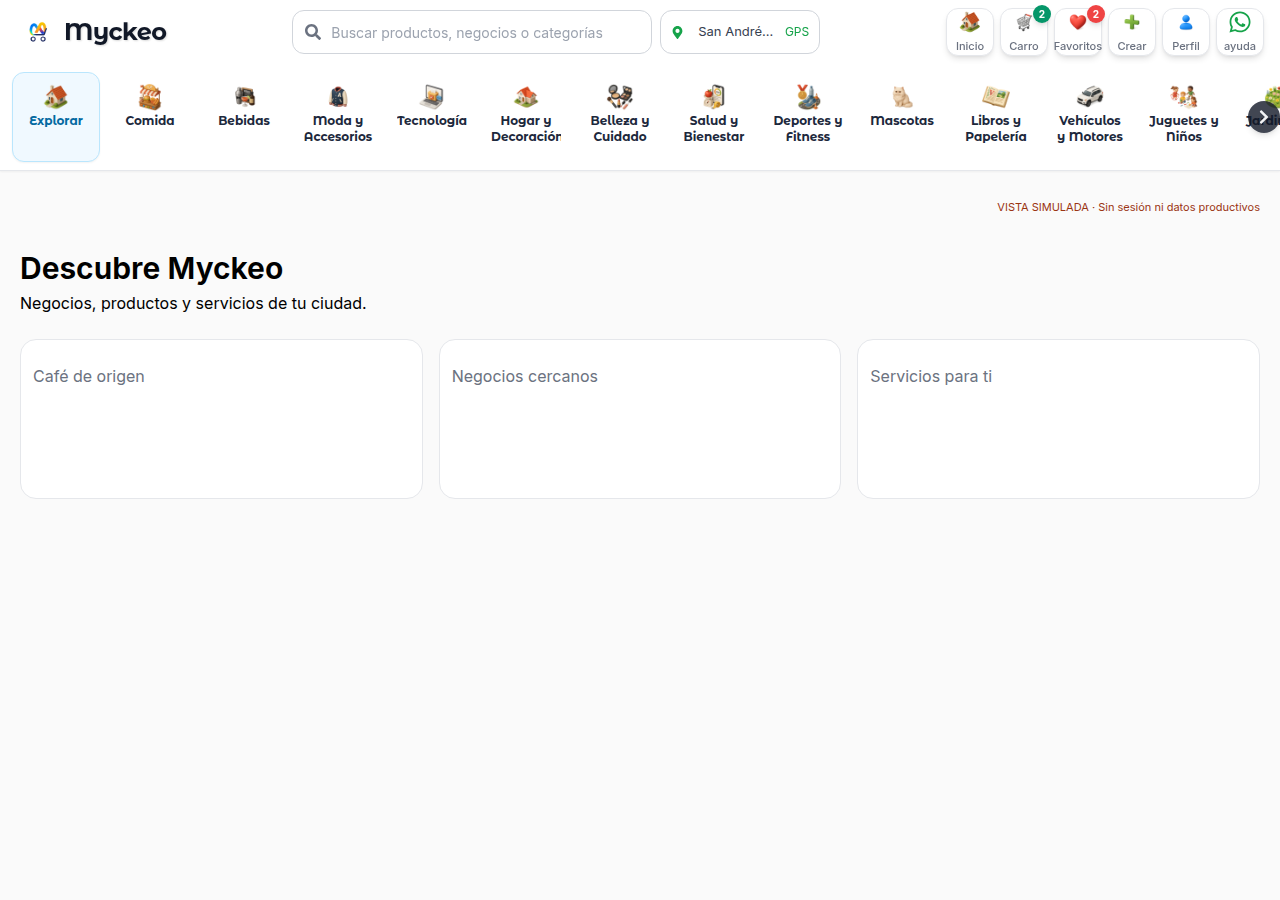 Myckeo
Buscar productos, negocios o categorías
San André...
GPS
Inicio
2
Carro
2
Favoritos
Crear
Perfil
ayuda
Explorar
Comida
Bebidas
Moda y
Accesorios
Tecnología
Hogar y
Decoración
Belleza y
Cuidado
Salud y
Bienestar
Deportes y
Fitness
Mascotas
Libros y
Papelería
Vehículos
y Motores
Juguetes y
Niños
VISTA SIMULADA · Sin sesión ni datos productivos
Descubre Myckeo
Negocios, productos y servicios de tu ciudad.
Café de origen
Negocios cercanos
Servicios para ti